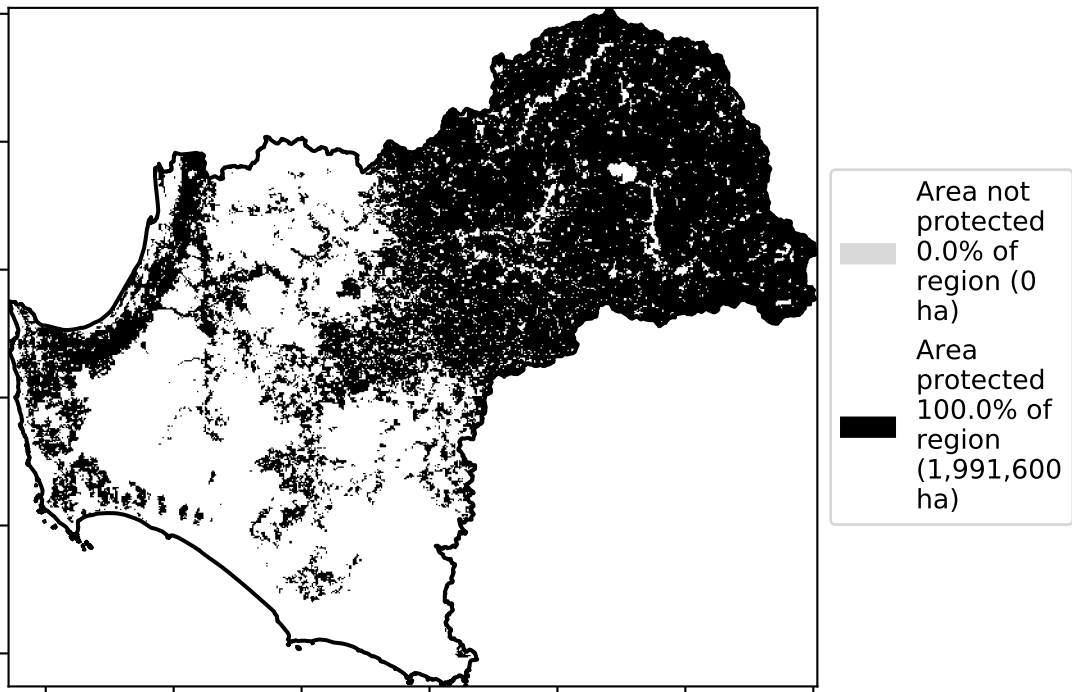 Area not
protected
0.0% of
region (0
ha)
Area
protected
100.0% of
region
(1,991,600
ha)